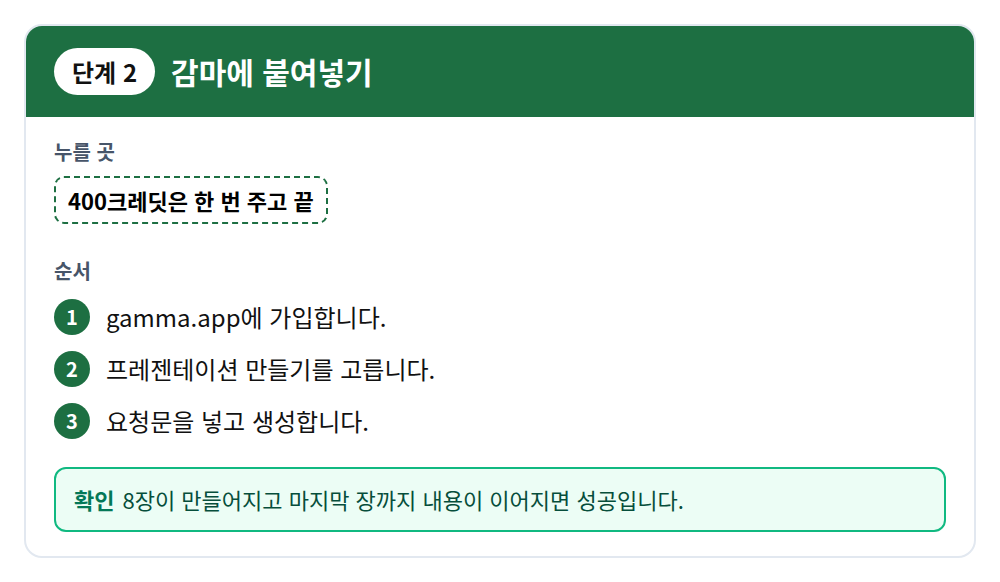 단계 2 감마에 붙여넣기
누를 곳
400크레딧은 한 번 주고 끝
순서
1 gamma.app에 가입합니다.
2 프레젠테이션 만들기를 고릅니다.
3 요청문을 넣고 생성합니다.
확인 8장이 만들어지고 마지막 장까지 내용이 이어지면 성공입니다.